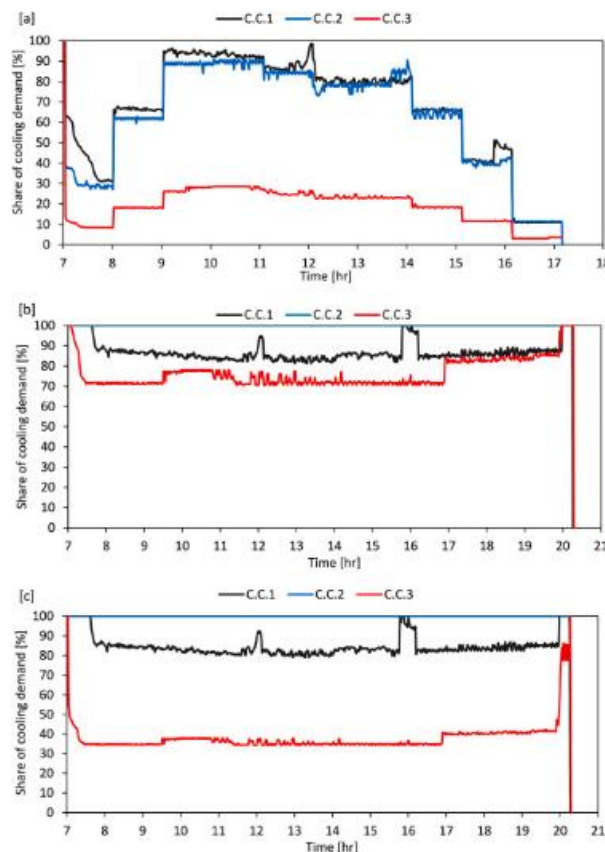 [a]
C.C.1 C.C.2 C.C.3
Share of cooling demand [%]
100
90
80
70
60
50
40
30
20
10
0
7 8 9 10 11 12 13 14 15 16 17 18
Time [hr]
[b]
C.C.1 C.C.2 C.C.3
Share of cooling demand [%]
100
90
80
70
60
50
40
30
20
10
0
7 8 9 10 11 12 13 14 15 16 17 18 19 20 21
Time [hr]
[c]
C.C.1 C.C.2 C.C.3
Share of cooling demand [%]
100
90
80
70
60
50
40
30
20
10
0
7 8 9 10 11 12 13 14 15 16 17 18 19 20 21
Time [hr]